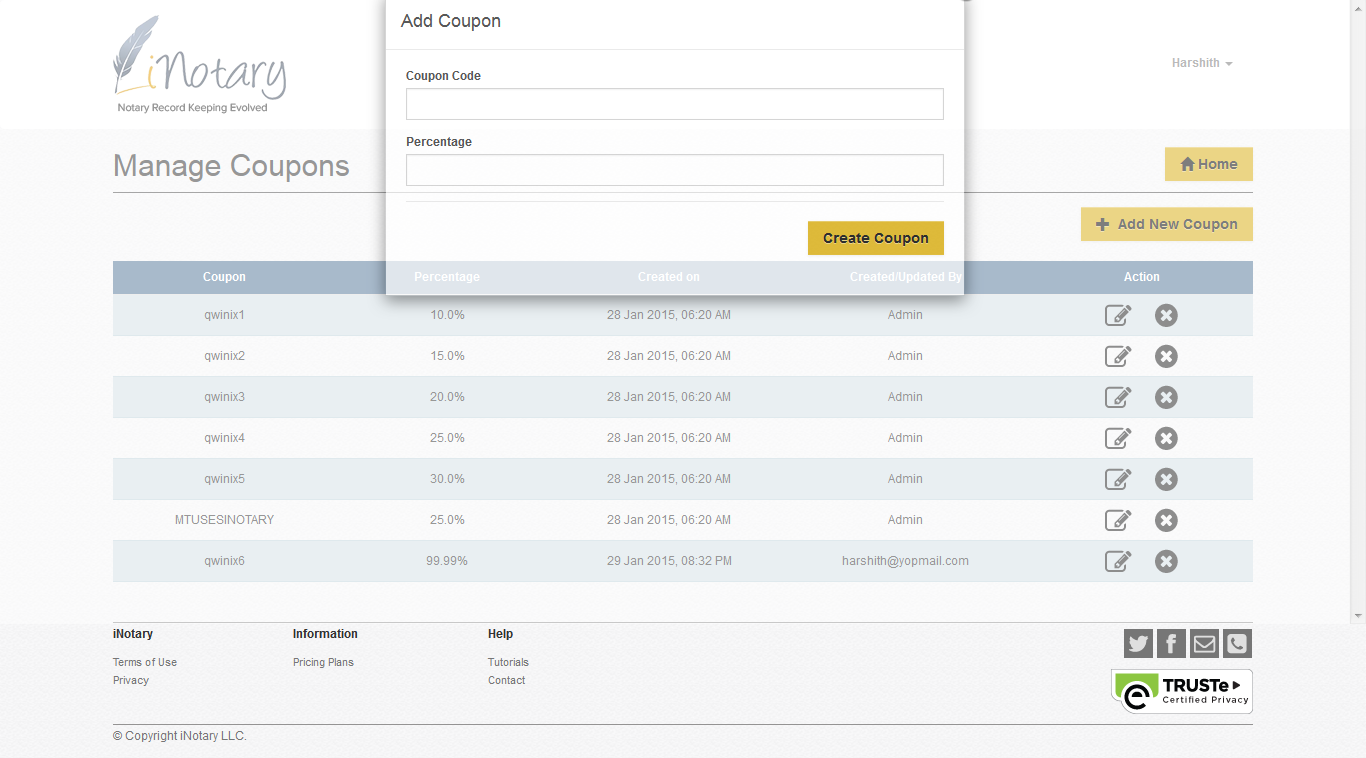 Add Coupon
iNotary
Notary Record Keeping Evolved
Harshith
Coupon Code
Percentage
Manage Coupons
Home
Add New Coupon
Create Coupon
Coupon Percentage Created on Created/Updated By Action
qwinix1 10.0% 28 Jan 2015, 06:20 AM Admin
qwinix2 15.0% 28 Jan 2015, 06:20 AM Admin
qwinix3 20.0% 28 Jan 2015, 06:20 AM Admin
qwinix4 25.0% 28 Jan 2015, 06:20 AM Admin
qwinix5 30.0% 28 Jan 2015, 06:20 AM Admin
MTUSESINOTARY 25.0% 28 Jan 2015, 06:20 AM Admin
qwinix6 99.99% 29 Jan 2015, 08:32 PM harshith@yopmail.com
iNotary Information Help
Terms of Use Pricing Plans Tutorials
Privacy Contact
TRUSTe
Certified Privacy
© Copyright iNotary LLC.